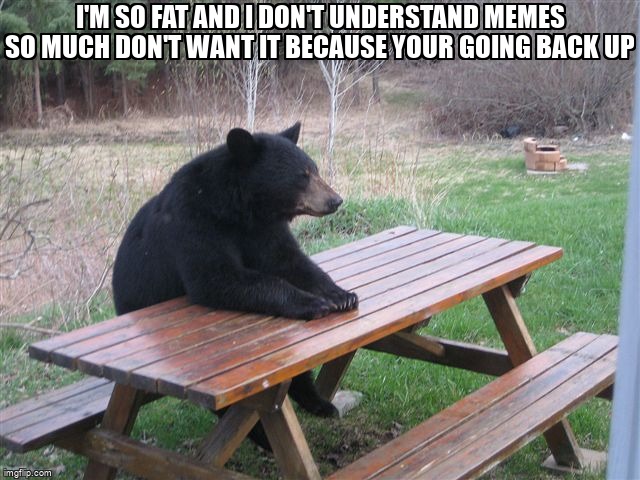 I'M SO FAT AND I DON'T UNDERSTAND MEMES
SO MUCH DON'T WANT IT BECAUSE YOUR GOING BACK UP
imgflip.com